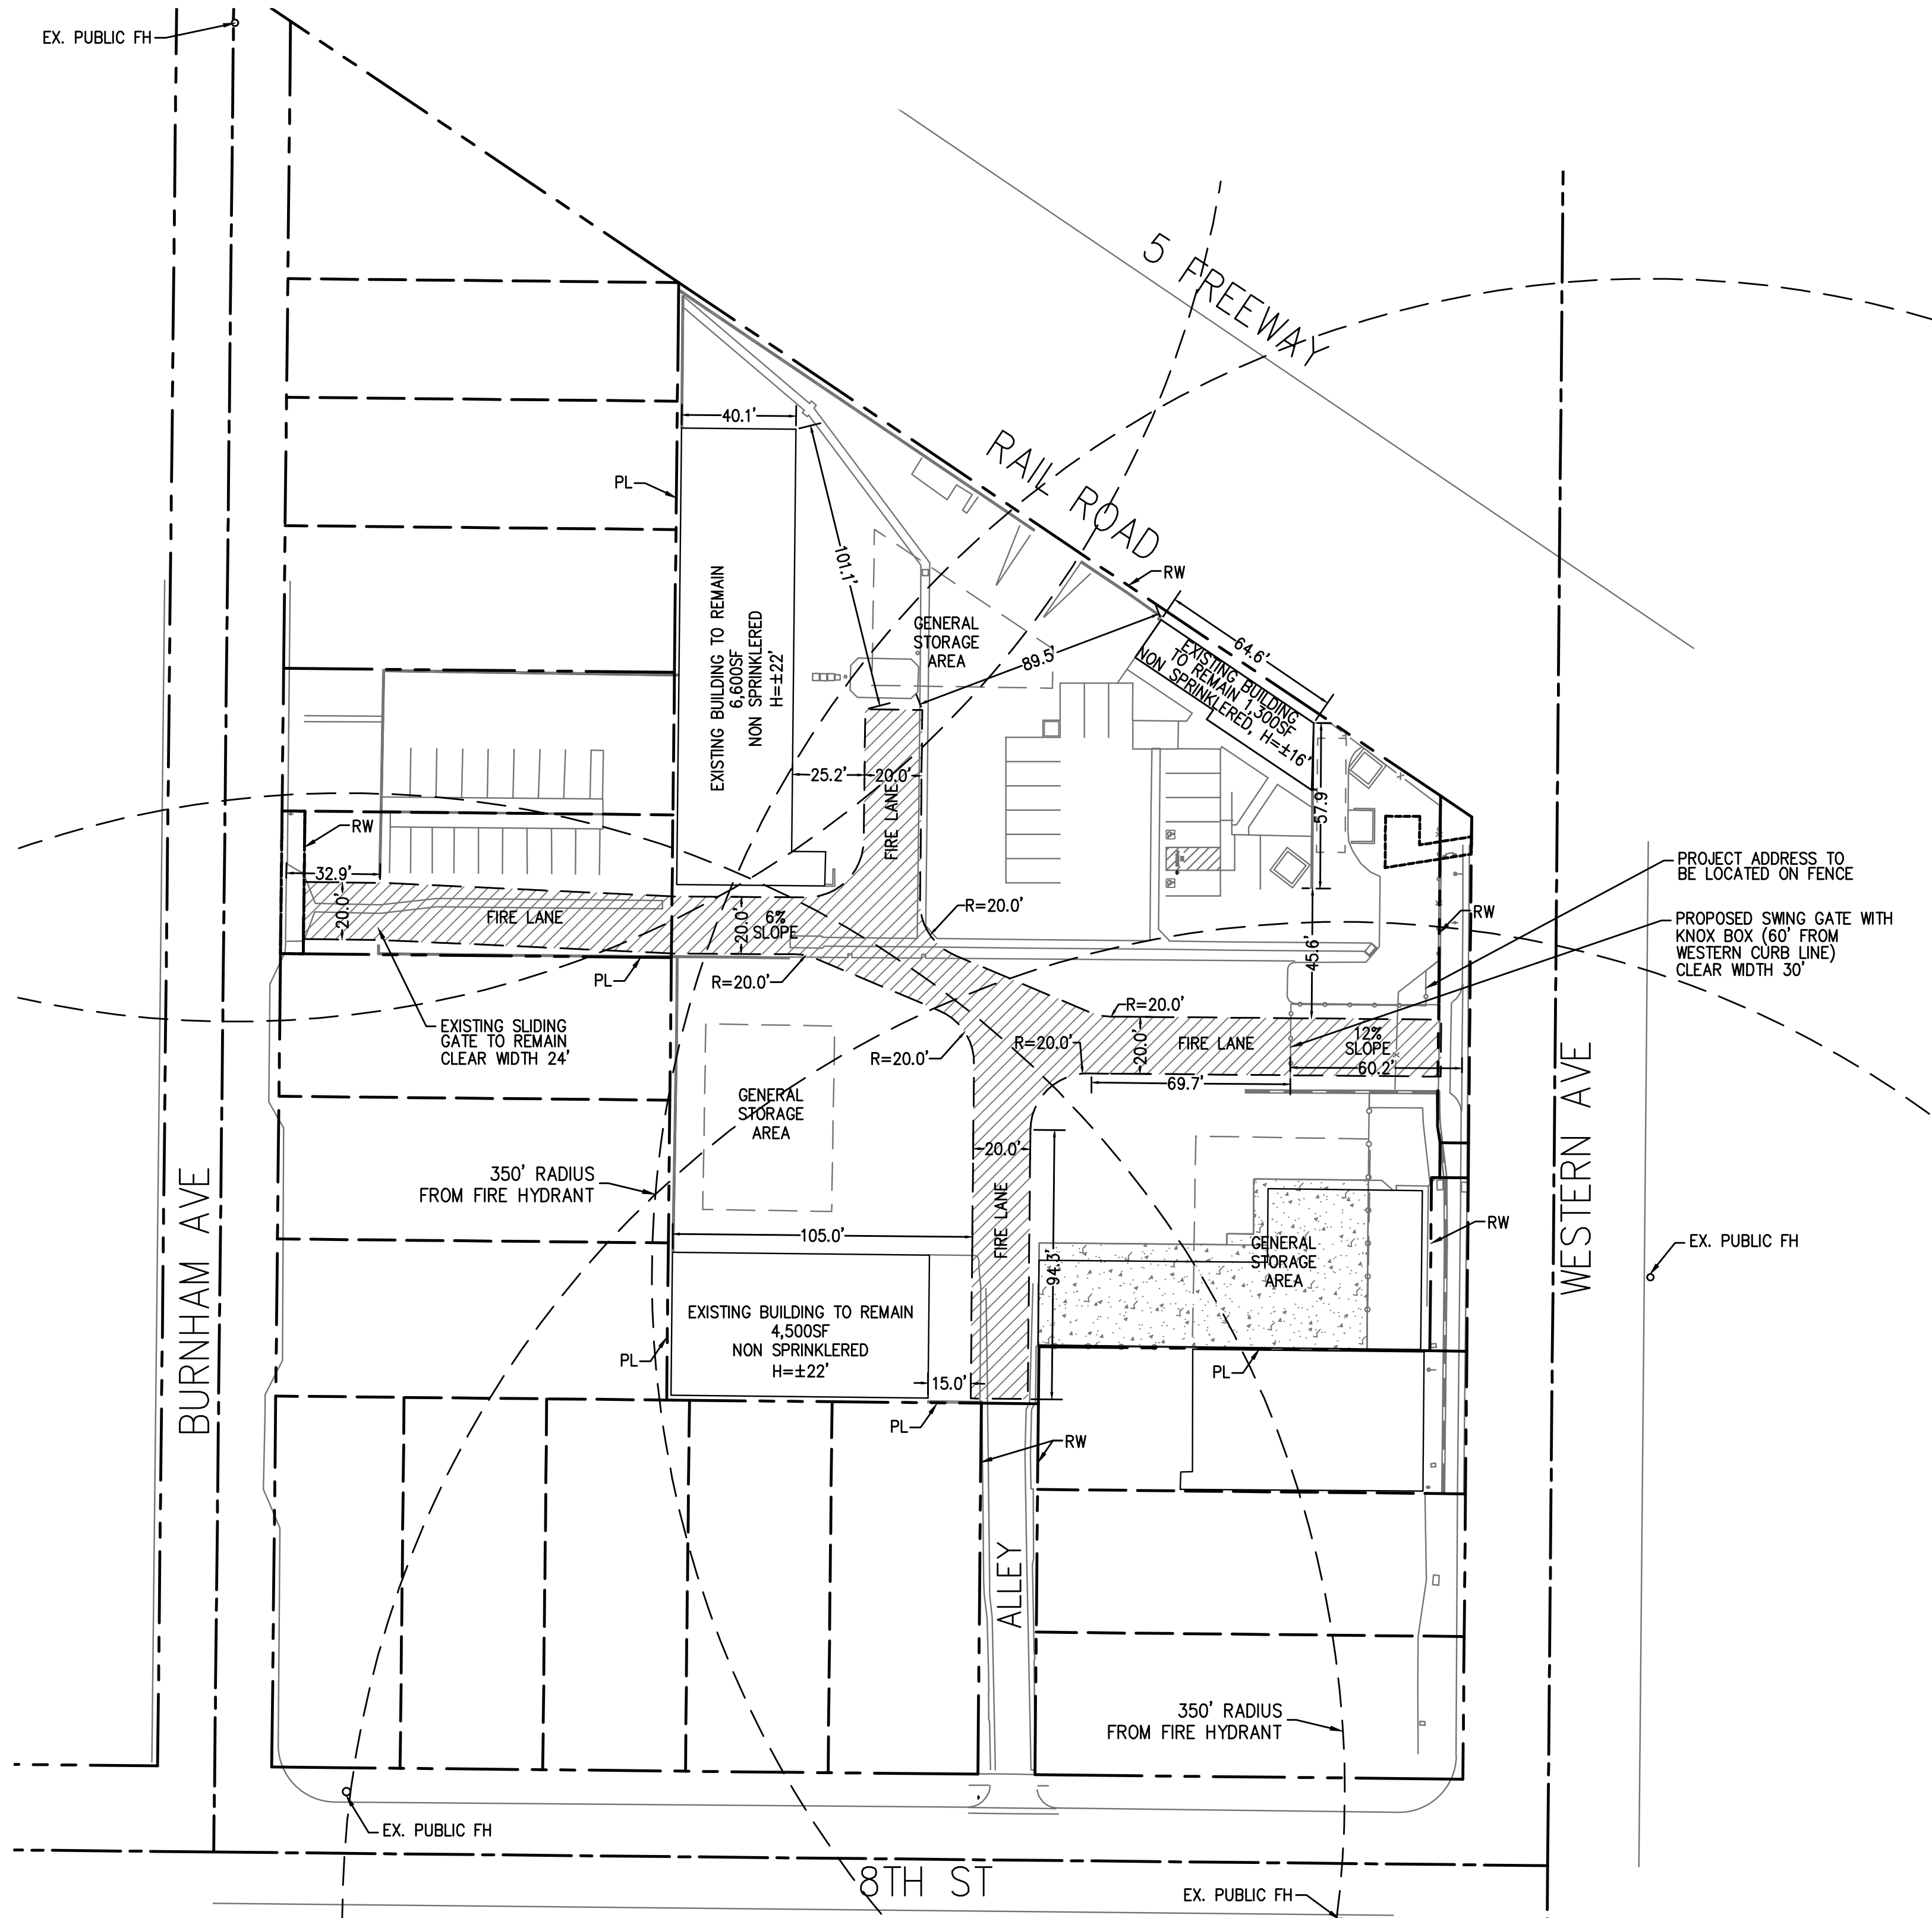 EX. PUBLIC FH
5 FREEWAY
RAIL ROAD
40.1'
PL
101.1'
RW
EXISTING BUILDING TO REMAIN
6,600SF
NON SPRINKLERED
H=±22'
GENERAL
STORAGE
AREA
89.5'
64.6'
EXISTING BUILDING
TO REMAIN 1,300SF
NON SPRINKLERED, H=±16'
25.2'
20.0'
FIRE LANE
57.9'
RW
32.9'
20.0'
FIRE LANE
20.0'
6%
SLOPE
R=20.0'
45.6'
PROJECT ADDRESS TO
BE LOCATED ON FENCE
RW
PROPOSED SWING GATE WITH
KNOX BOX (60' FROM
WESTERN CURB LINE)
CLEAR WIDTH 30'
PL
R=20.0'
EXISTING SLIDING
GATE TO REMAIN
CLEAR WIDTH 24'
R=20.0'
R=20.0'
R=20.0'
20.0'
FIRE LANE
12%
SLOPE
60.2'
69.7'
GENERAL
STORAGE
AREA
350' RADIUS
FROM FIRE HYDRANT
20.0'
FIRE LANE
94.3'
105.0'
GENERAL
STORAGE
AREA
RW
EX. PUBLIC FH
BURNHAM AVE
WESTERN AVE
EXISTING BUILDING TO REMAIN
4,500SF
NON SPRINKLERED
H=±22'
PL
15.0'
PL
PL
RW
ALLEY
350' RADIUS
FROM FIRE HYDRANT
EX. PUBLIC FH
8TH ST
EX. PUBLIC FH